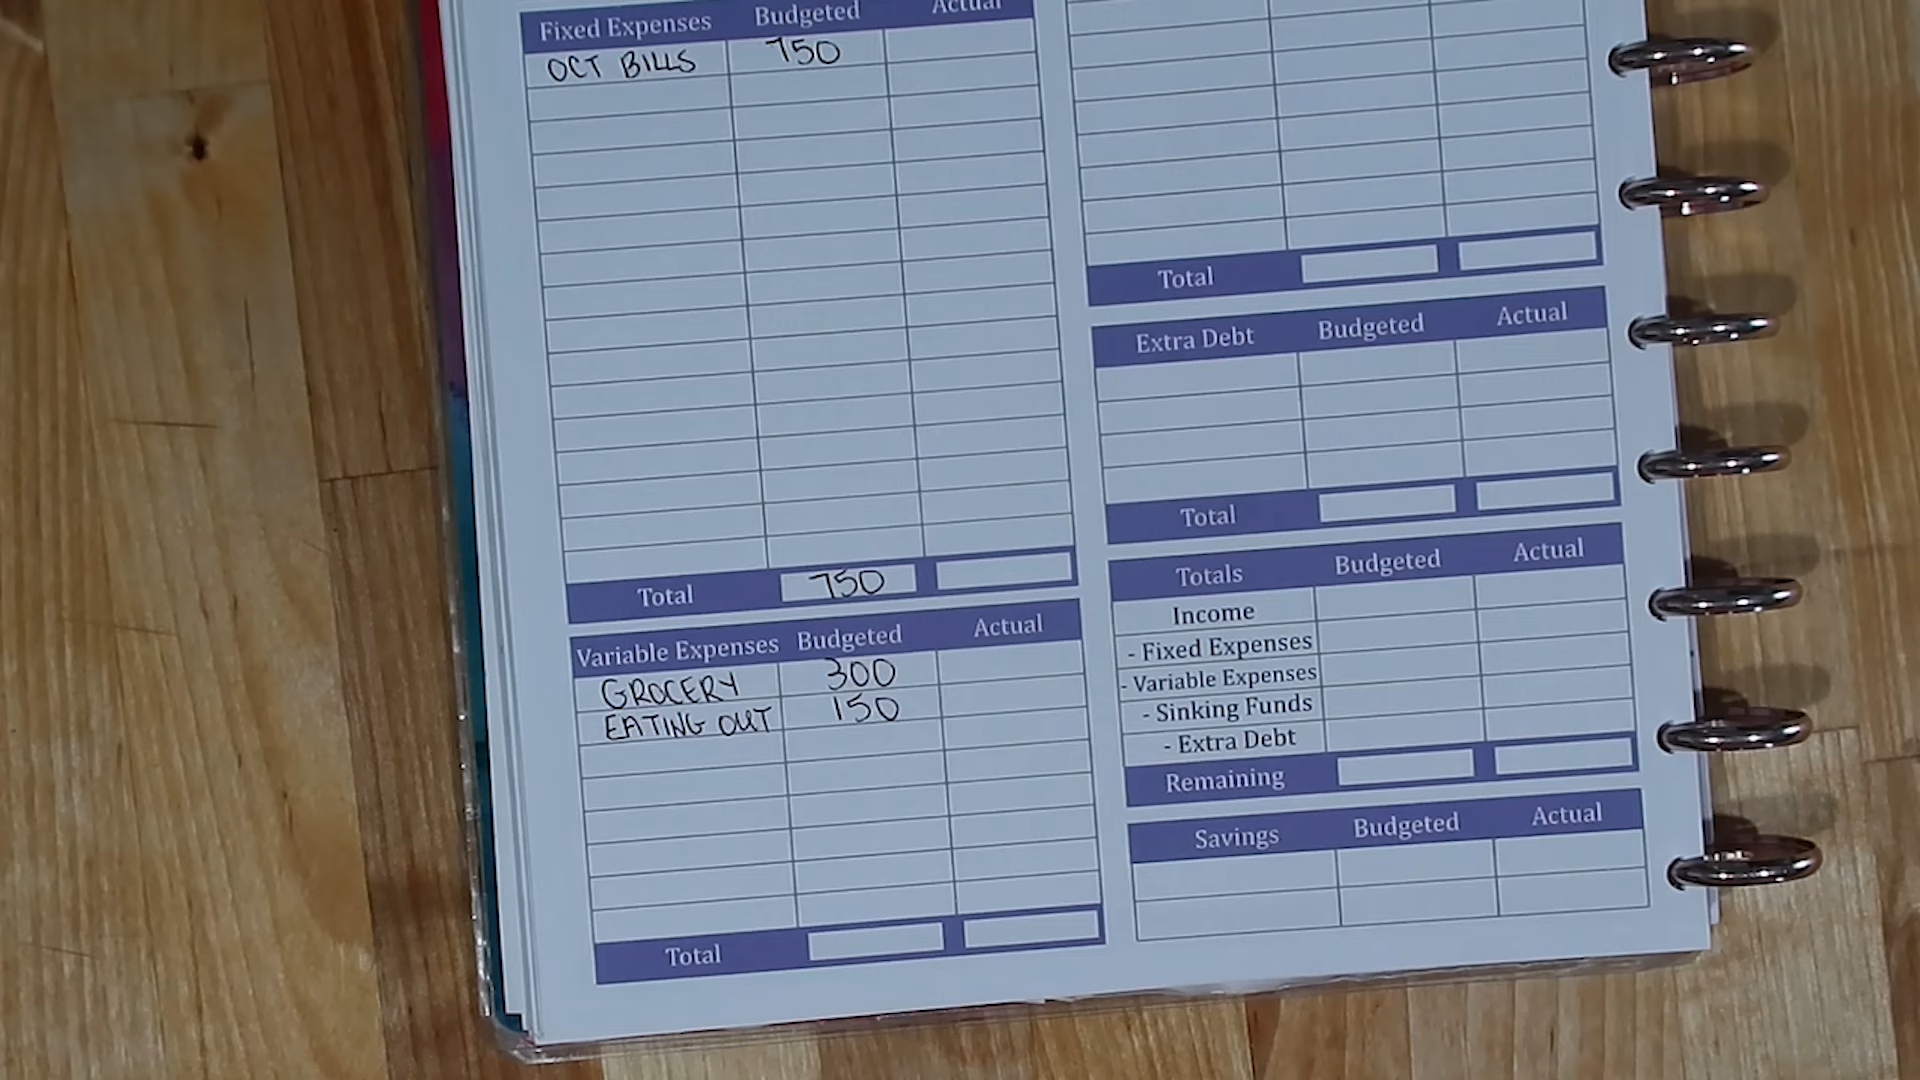 Fixed Expenses Budgeted Actual
OCT BILLS 750
Total 750
Variable Expenses Budgeted Actual
GROCERY 300
EATING OUT 150
Total
Total
Extra Debt Budgeted Actual
Total
Totals Budgeted Actual
Income
- Fixed Expenses
- Variable Expenses
- Sinking Funds
- Extra Debt
Remaining
Savings Budgeted Actual